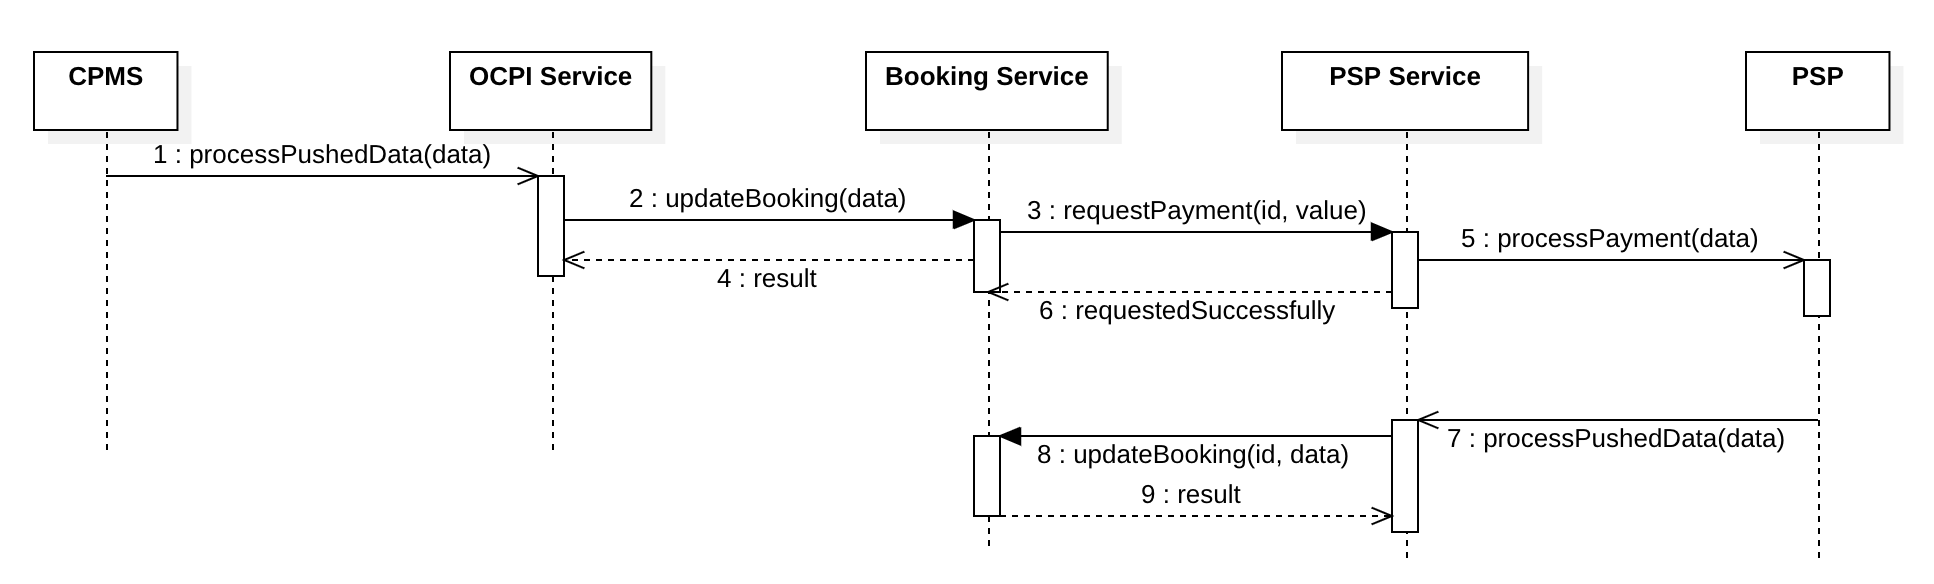 CPMS
OCPI Service
Booking Service
PSP Service
PSP
1 : processPushedData(data)
2 : updateBooking(data)
3 : requestPayment(id, value)
5 : processPayment(data)
4 : result
6 : requestedSuccessfully
7 : processPushedData(data)
8 : updateBooking(id, data)
9 : result